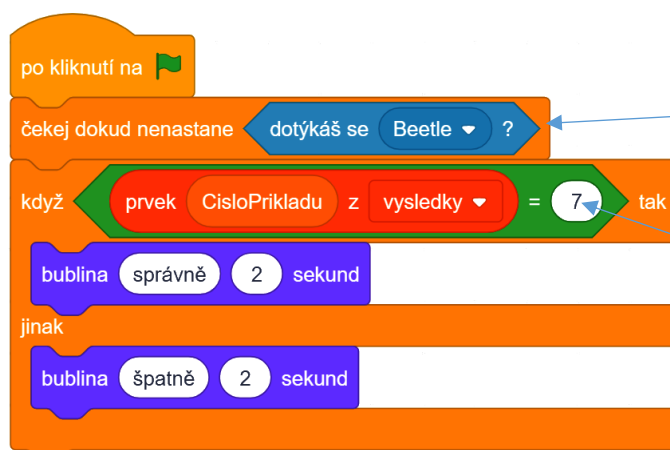 po kliknutí na
čekej dokud nenastane dotýkáš se Beetle ?
když prvek CisloPrikladu z vysledky = 7 tak
bublina správně 2 sekund
jinak
bublina špatně 2 sekund